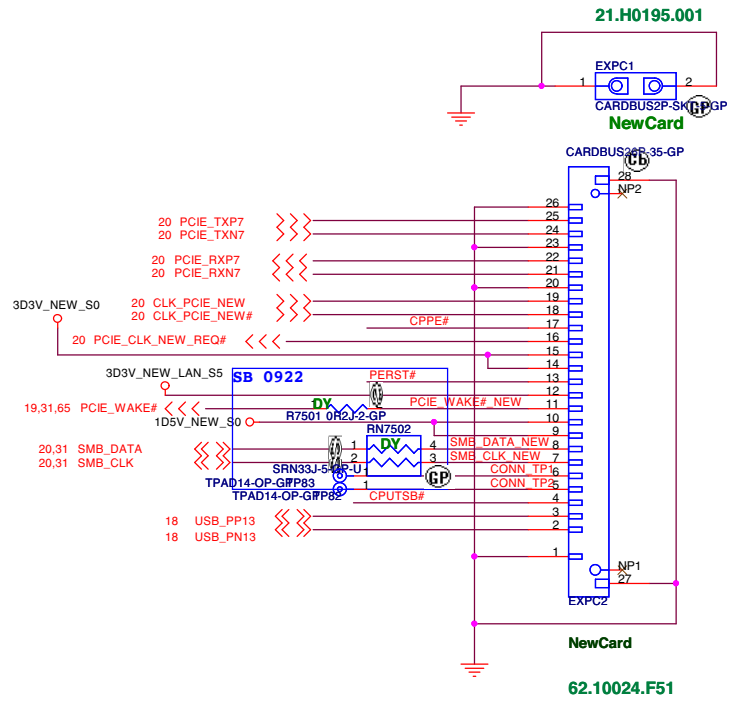 21.H0195.001
EXPC1
1 2
CARDBUS2P-SK
GP
NewCard
CARDBUS26P-35-GP
Cb
28
NP2
26
20 PCIE_TXP7 25
20 PCIE_TXN7 24
23
20 PCIE_RXP7 22
20 PCIE_RXN7 21
20
20 CLK_PCIE_NEW 19
20 CLK_PCIE_NEW# 18
3D3V_NEW_S0
CPPE# 17
20 PCIE_CLK_NEW_REQ# 16
15
14
3D3V_NEW_LAN_S5
SB 0922
PERST# 13
12
19,31,65 PCIE_WAKE# DY PCIE_WAKE#_NEW 11
R7501 0R2J-2-GP
1D5V_NEW_S0 10
RN7502 9
DY
20,31 SMB_DATA 1 4 SMB_DATA_NEW 8
20,31 SMB_CLK 2 3 SMB_CLK_NEW 7
SRN33J-5-GP-U
GP
1 CONN_TP1 6
TPAD14-OP-GP TP83
1 CONN_TP2 5
TPAD14-OP-GP TP82
CPUTSB# 4
18 USB_PP13 3
18 USB_PN13 2
1
NP1
27
EXPC2
NewCard
62.10024.F51